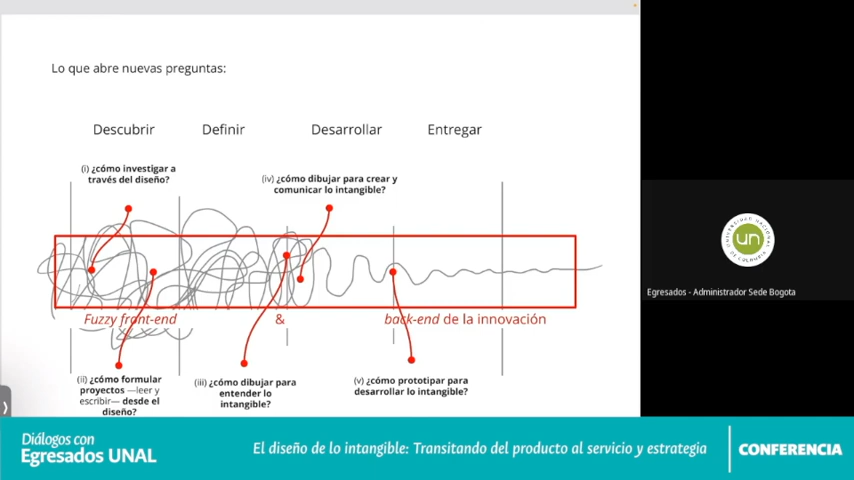 Lo que abre nuevas preguntas:
Descubrir
Definir
Desarrollar
Entregar
(i) ¿cómo investigar a
través del diseño?
(iv) ¿cómo dibujar para crear y
comunicar lo intangible?
Fuzzy front-end
&
back-end de la innovación
(ii) ¿cómo formular
proyectos —leer y
escribir— desde el
diseño?
(iii) ¿cómo dibujar para
entender lo
intangible?
(v) ¿cómo prototipar para
desarrollar lo intangible?
un
Egresados - Administrador Sede Bogota
Diálogos con
Egresados UNAL
El diseño de lo intangible: Transitando del producto al servicio y estrategia
CONFERENCIA